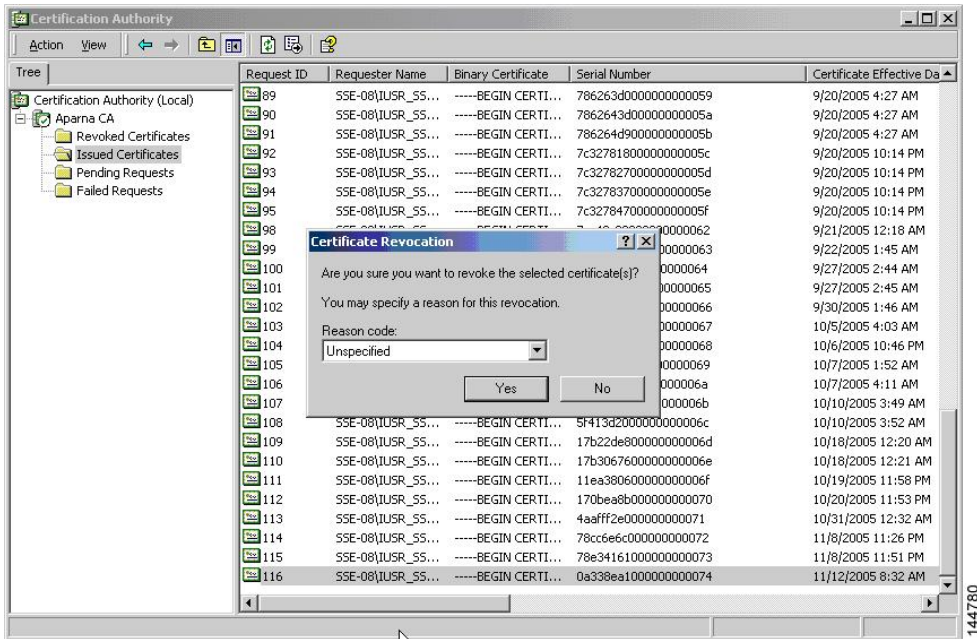 Certification Authority
Action View
Tree
Certification Authority (Local)
Aparna CA
Revoked Certificates
Issued Certificates
Pending Requests
Failed Requests
Request ID Requester Name Binary Certificate Serial Number Certificate Effective Da
89 SSE-08\IUSR_SS... -----BEGIN CERTI... 786263d0000000000059 9/20/2005 4:27 AM
90 SSE-08\IUSR_SS... -----BEGIN CERTI... 7862643d00000000005a 9/20/2005 4:27 AM
91 SSE-08\IUSR_SS... -----BEGIN CERTI... 786264d900000000005b 9/20/2005 4:27 AM
92 SSE-08\IUSR_SS... -----BEGIN CERTI... 7c32781800000000005c 9/20/2005 10:14 PM
93 SSE-08\IUSR_SS... -----BEGIN CERTI... 7c32782700000000005d 9/20/2005 10:14 PM
94 SSE-08\IUSR_SS... -----BEGIN CERTI... 7c32783700000000005e 9/20/2005 10:14 PM
95 SSE-08\IUSR_SS... -----BEGIN CERTI... 7c32784700000000005f 9/20/2005 10:14 PM
98 9/21/2005 12:18 AM
99 0000063 9/22/2005 1:45 AM
100 0000064 9/27/2005 2:44 AM
101 0000065 9/27/2005 2:45 AM
102 0000066 9/30/2005 1:46 AM
103 0000067 10/5/2005 4:03 AM
104 0000068 10/6/2005 10:46 PM
105 0000069 10/7/2005 1:52 AM
106 000006a 10/7/2005 4:11 AM
107 000006b 10/10/2005 3:49 AM
108 SSE-08\IUSR_SS... -----BEGIN CERTI... 5f413d2000000000006c 10/10/2005 3:52 AM
109 SSE-08\IUSR_SS... -----BEGIN CERTI... 17b22de800000000006d 10/18/2005 12:20 AM
110 SSE-08\IUSR_SS... -----BEGIN CERTI... 17b3067600000000006e 10/18/2005 12:21 AM
111 SSE-08\IUSR_SS... -----BEGIN CERTI... 11ea380600000000006f 10/19/2005 11:58 PM
112 SSE-08\IUSR_SS... -----BEGIN CERTI... 170bea8b000000000070 10/20/2005 11:53 PM
113 SSE-08\IUSR_SS... -----BEGIN CERTI... 4aafff2e000000000071 10/31/2005 12:32 AM
114 SSE-08\IUSR_SS... -----BEGIN CERTI... 78cc6e6c000000000072 11/8/2005 11:26 PM
115 SSE-08\IUSR_SS... -----BEGIN CERTI... 78e34161000000000073 11/8/2005 11:51 PM
116 SSE-08\IUSR_SS... -----BEGIN CERTI... 0a338ea1000000000074 11/12/2005 8:32 AM
Certificate Revocation
Are you sure you want to revoke the selected certificate(s)?
You may specify a reason for this revocation.
Reason code:
Unspecified
Yes No
144780